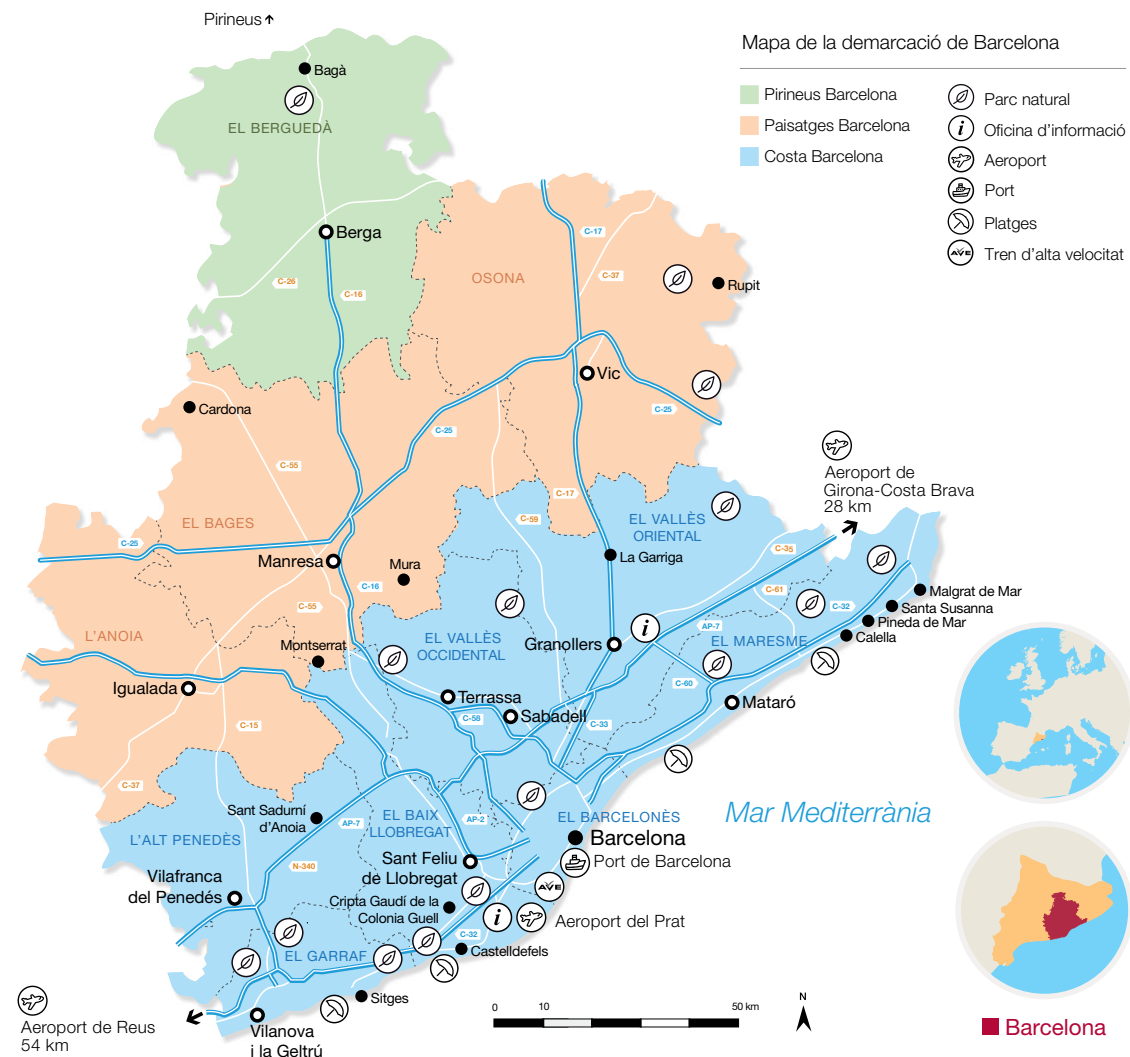 Pirineus
Mapa de la demarcació de Barcelona
Pirineus Barcelona
Paisatges Barcelona
Costa Barcelona
Parc natural
i
Oficina d'informació
Aeroport
Port
Platges
AVE
Tren d'alta velocitat
Bagà
EL BERGUEDÀ
Berga
C-17
OSONA
C-37
Rupit
C-26
C-16
Vic
Cardona
C-25
C-25
Aeroport de
Girona-Costa Brava
28 km
C-55
C-17
C-59
EL VALLÈS
ORIENTAL
EL BAGES
C-25
Manresa
La Garriga
C-35
Mura
C-16
C-61
Malgrat de Mar
C-55
C-32
Santa Susanna
Pineda de Mar
Calella
L'ANOIA
Montserrat
EL VALLÈS
OCCIDENTAL
Granollers
i
AP-7
EL MARESME
Igualada
Terrassa
C-60
Mataró
Sabadell
C-58
C-33
C-15
C-37
Sant Sadurní
d'Anoia
AP-7
EL BAIX
LLOBREGAT
AP-2
EL BARCELONÈS
Mar Mediterrània
L'ALT PENEDÈS
Barcelona
N-340
Sant Feliu
de Llobregat
Port de Barcelona
Vilafranca
del Penedés
AVE
Cripta Gaudí de la
Colonia Guell
i
Aeroport del Prat
C-32
Castelldefels
EL GARRAF
Sitges
Aeroport de Reus
54 km
Vilanova
i la Geltrú
0
10
50 km
N
Barcelona